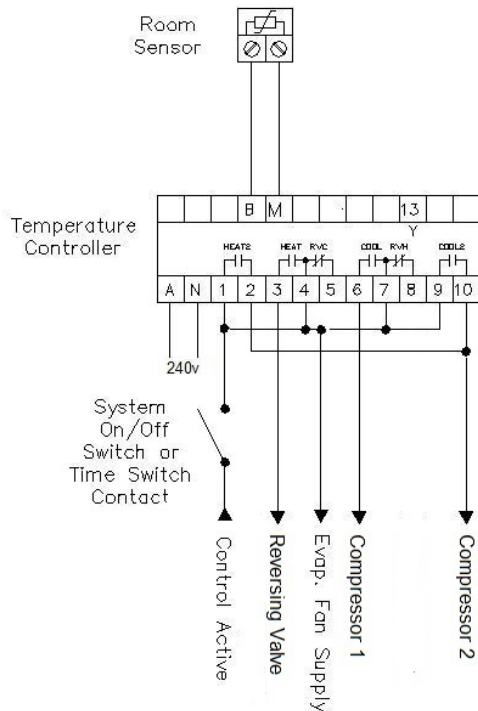 Room
Sensor
B M 13
Y
Temperature
Controller
HEAT2 HEAT RVC COOL RVH COOL2
A N 1 2 3 4 5 6 7 8 9 10
240v
System
On/Off
Switch or
Time Switch
Contact
Control Active
Reversing Valve
Evap. Fan Supply
Compressor 1
Compressor 2